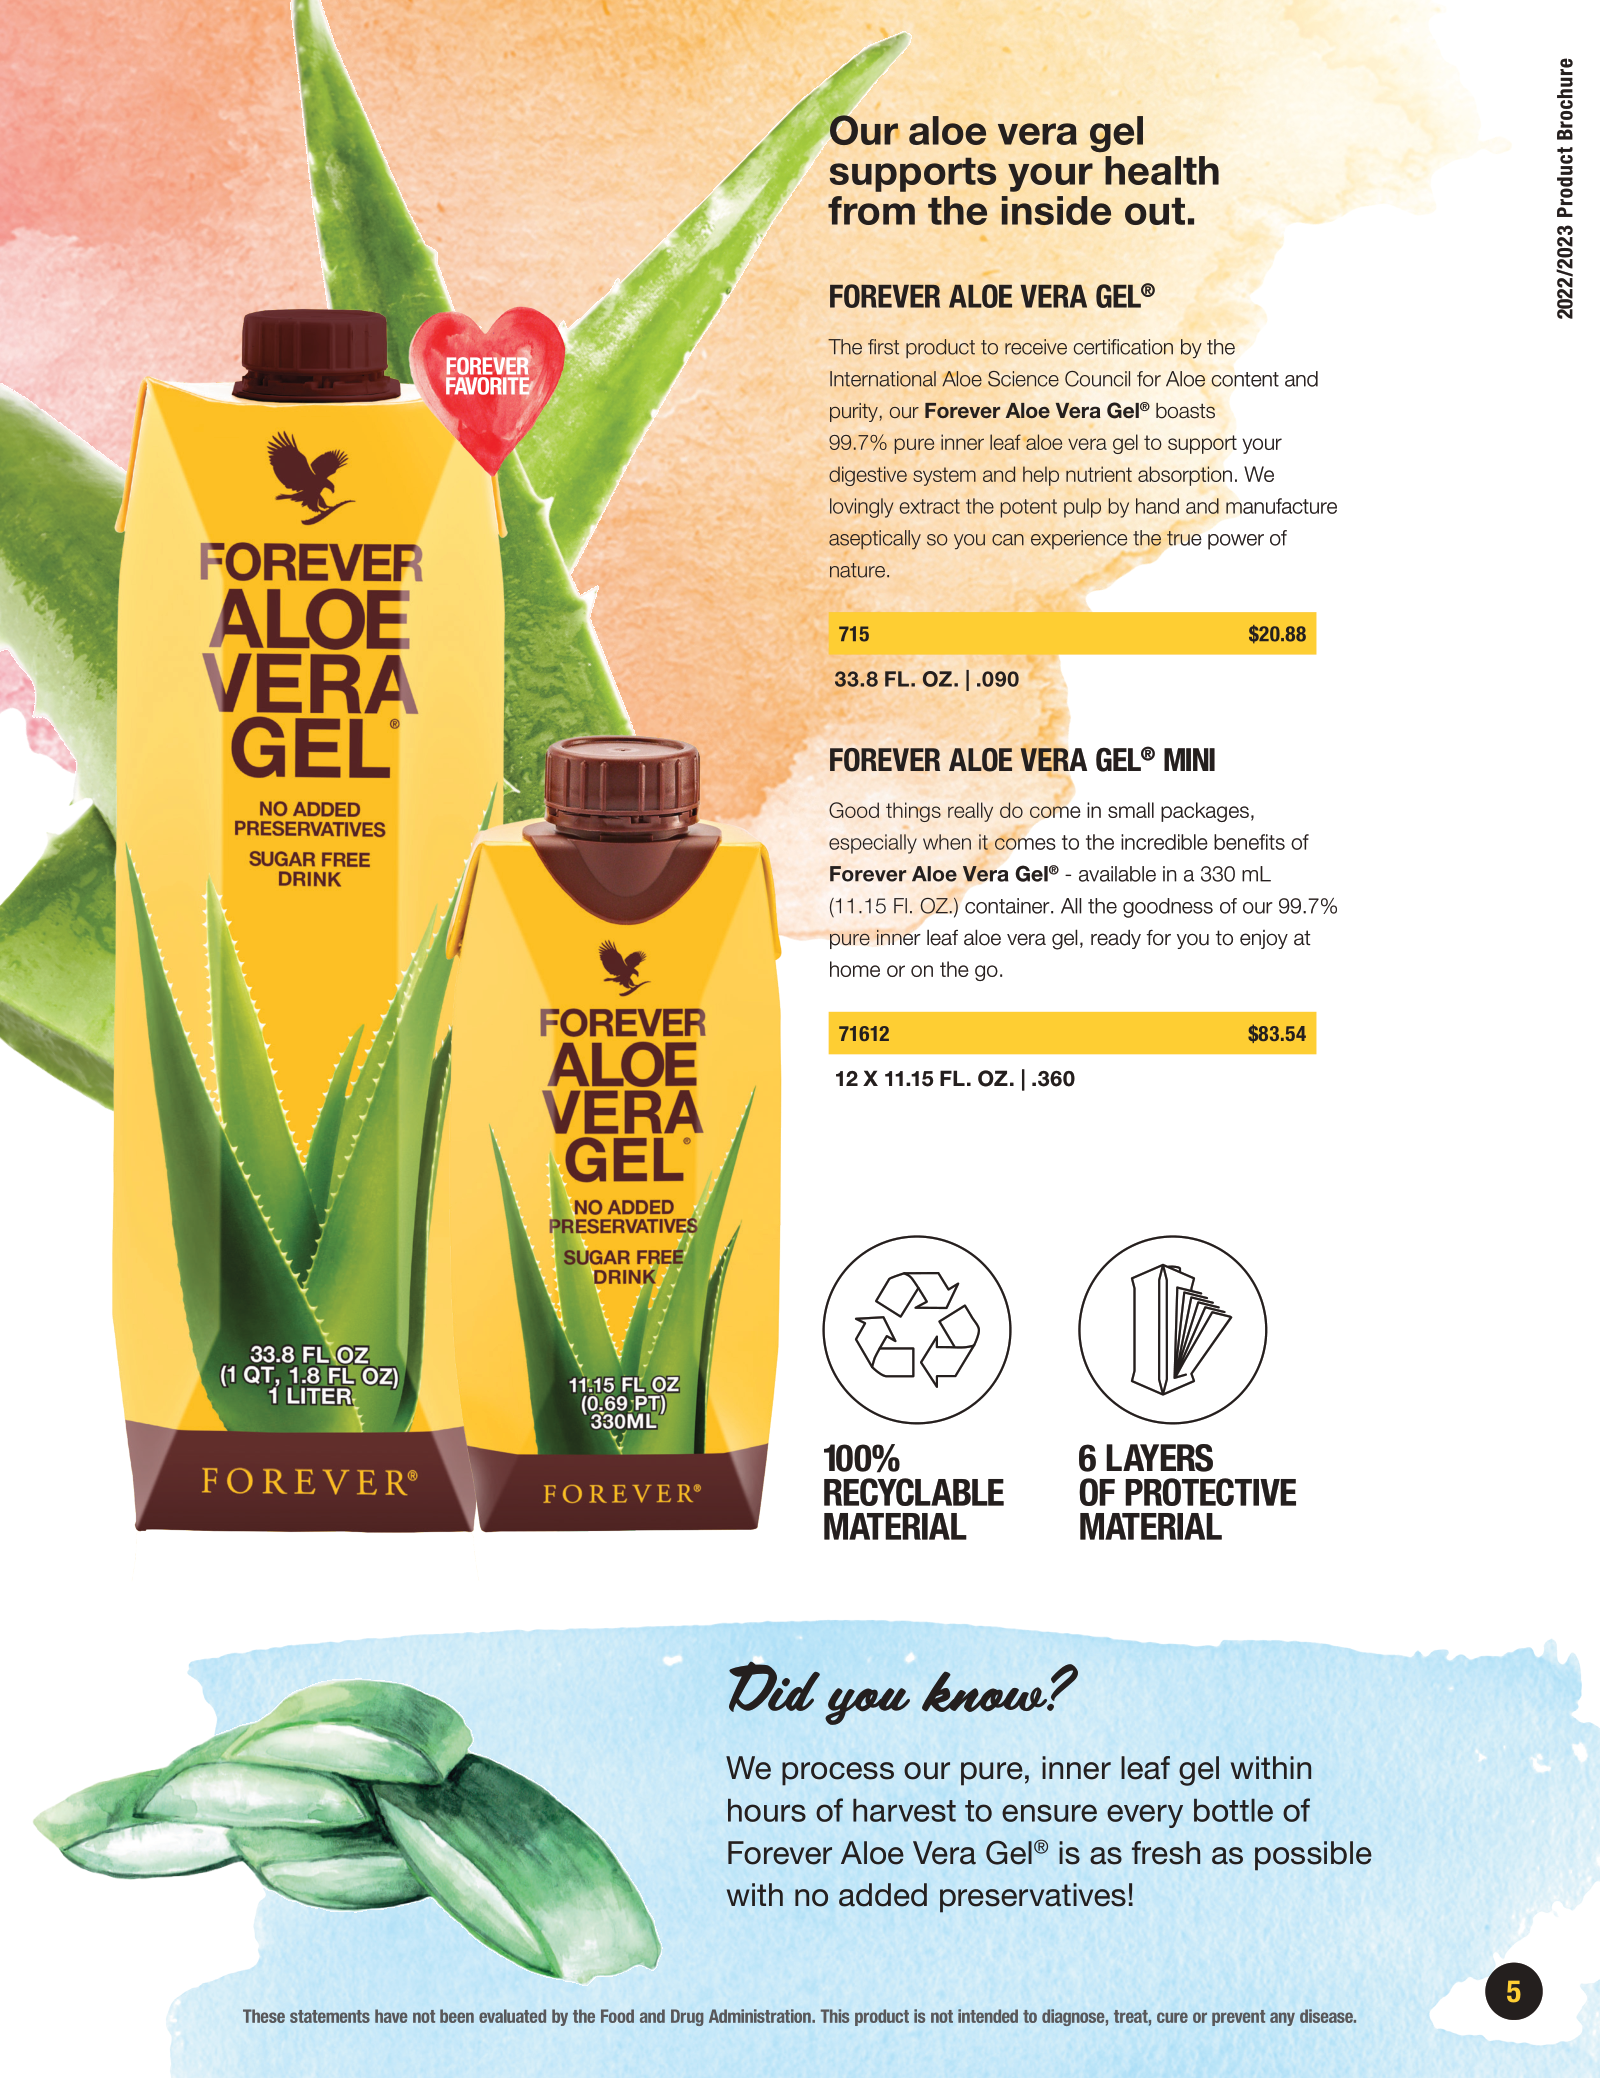 2022/2023 Product Brochure
Our aloe vera gel
supports your health
from the inside out.
FOREVER ALOE VERA GEL®
The first product to receive certification by the
International Aloe Science Council for Aloe content and
purity, our Forever Aloe Vera Gel® boasts
99.7% pure inner leaf aloe vera gel to support your
digestive system and help nutrient absorption. We
lovingly extract the potent pulp by hand and manufacture
aseptically so you can experience the true power of
nature.
715 $20.88
33.8 FL. OZ. | .090
FOREVER ALOE VERA GEL® MINI
Good things really do come in small packages,
especially when it comes to the incredible benefits of
Forever Aloe Vera Gel® - available in a 330 mL
(11.15 Fl. OZ.) container. All the goodness of our 99.7%
pure inner leaf aloe vera gel, ready for you to enjoy at
home or on the go.
71612 $83.54
12 X 11.15 FL. OZ. | .360
FOREVER
FAVORITE
FOREVER
ALOE
VERA
GEL®
NO ADDED
PRESERVATIVES
SUGAR FREE
DRINK
33.8 FL OZ
(1 QT, 1.8 FL OZ)
1 LITER
FOREVER®
FOREVER
ALOE
VERA
GEL®
NO ADDED
PRESERVATIVES
SUGAR FREE
DRINK
11.15 FL OZ
(0.69 PT)
330ML
FOREVER®
100%
RECYCLABLE
MATERIAL
6 LAYERS
OF PROTECTIVE
MATERIAL
Did you know?
We process our pure, inner leaf gel within
hours of harvest to ensure every bottle of
Forever Aloe Vera Gel® is as fresh as possible
with no added preservatives!
5
These statements have not been evaluated by the Food and Drug Administration. This product is not intended to diagnose, treat, cure or prevent any disease.